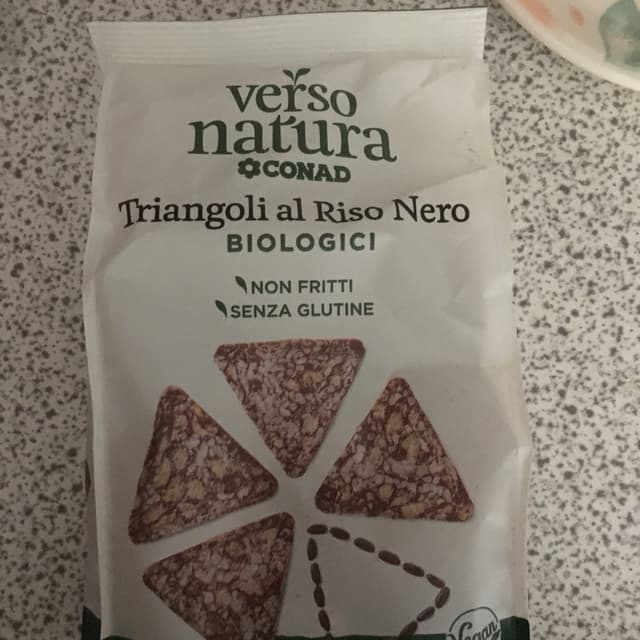 verso
natura
CONAD
Triangoli al Riso Nero
BIOLOGICI
NON FRITTI
SENZA GLUTINE